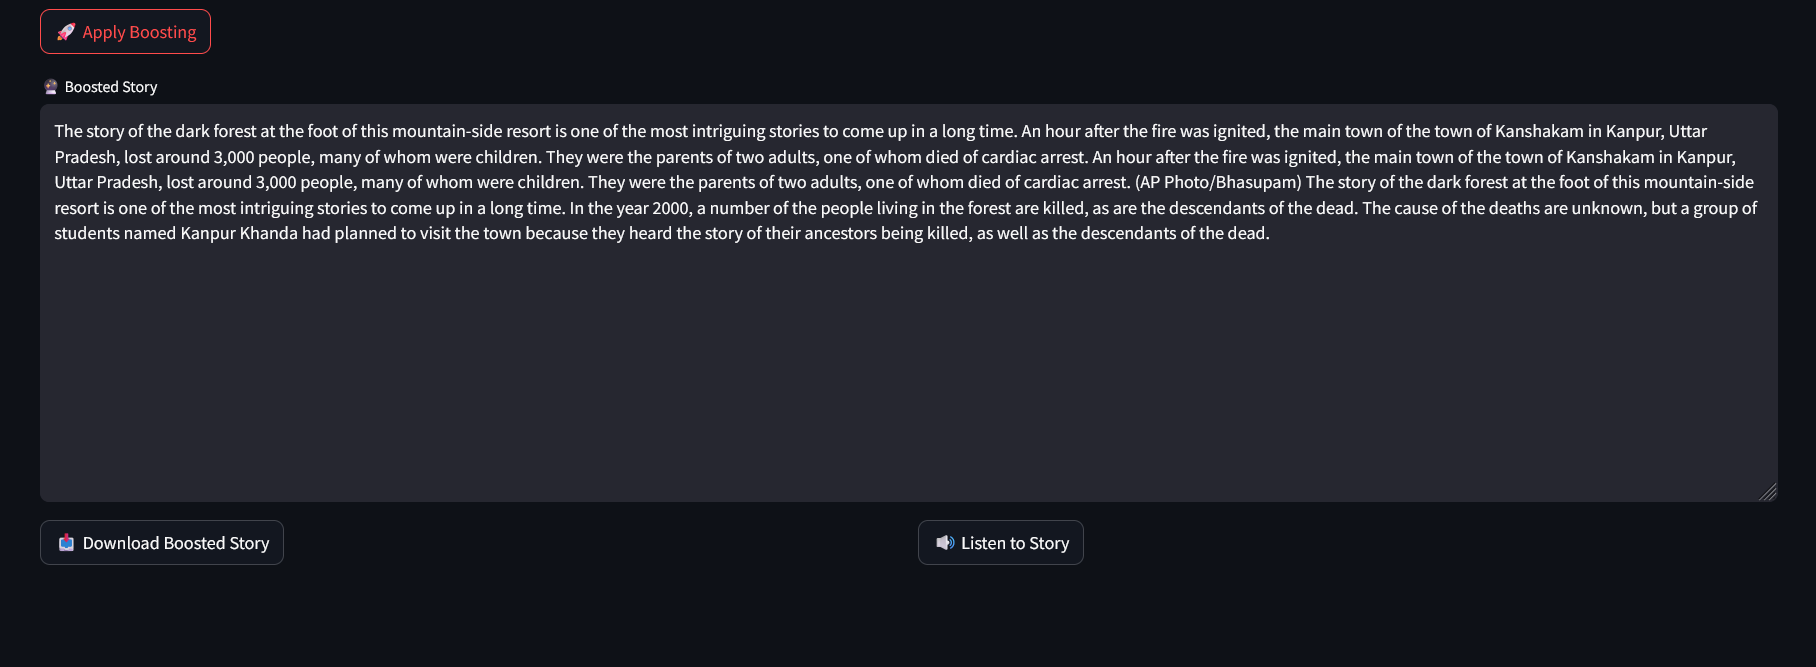 🚀 Apply Boosting
🔮 Boosted Story
The story of the dark forest at the foot of this mountain-side resort is one of the most intriguing stories to come up in a long time. An hour after the fire was ignited, the main town of the town of Kanshakam in Kanpur, Uttar
Pradesh, lost around 3,000 people, many of whom were children. They were the parents of two adults, one of whom died of cardiac arrest. An hour after the fire was ignited, the main town of the town of Kanshakam in Kanpur,
Uttar Pradesh, lost around 3,000 people, many of whom were children. They were the parents of two adults, one of whom died of cardiac arrest. (AP Photo/Bhasupam) The story of the dark forest at the foot of this mountain-side
resort is one of the most intriguing stories to come up in a long time. In the year 2000, a number of the people living in the forest are killed, as are the descendants of the dead. The cause of the deaths are unknown, but a group of
students named Kanpur Khanda had planned to visit the town because they heard the story of their ancestors being killed, as well as the descendants of the dead.
📥 Download Boosted Story
🔊 Listen to Story